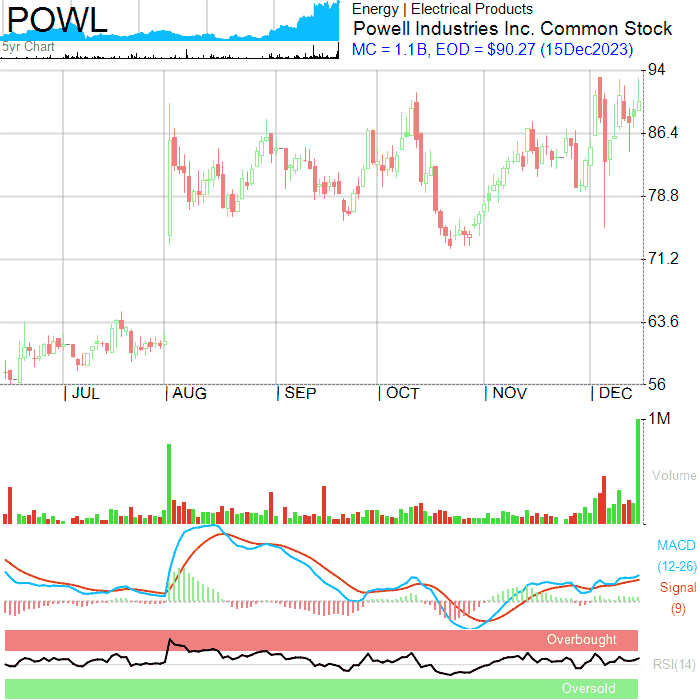 POWL
5yr Chart
Energy | Electrical Products
Powell Industries Inc. Common Stock
MC = 1.1B, EOD = $90.27 (15Dec2023)
94
86.4
78.8
71.2
63.6
56
| JUL | AUG | SEP | OCT | NOV | DEC
1M
Volume
MACD
(12-26)
Signal
(9)
Overbought
RSI(14)
Oversold